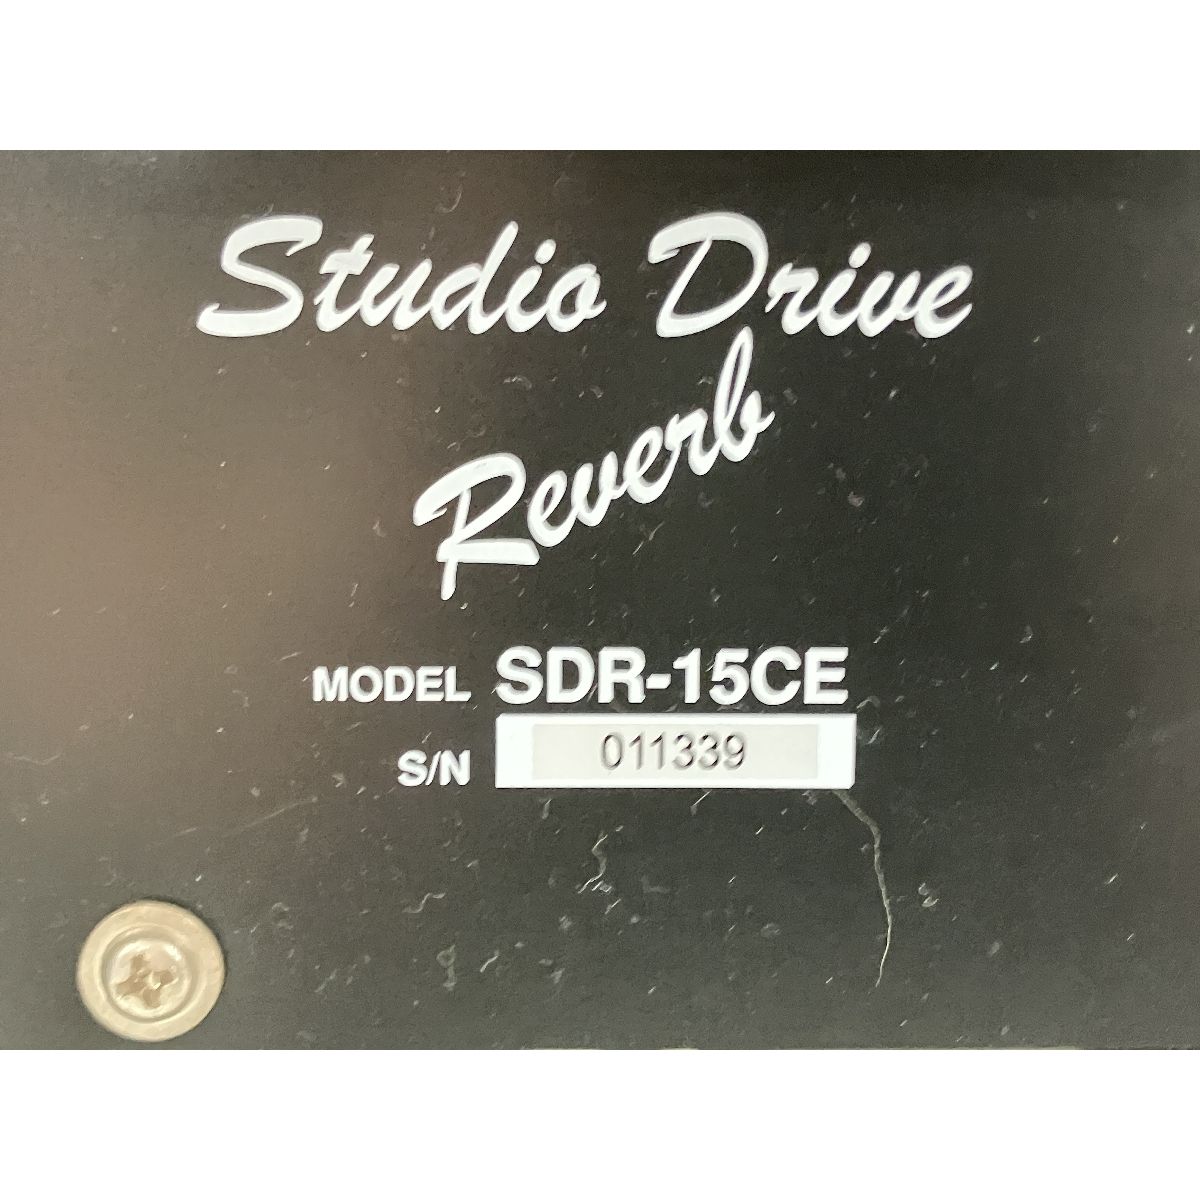 Studio Drive
Reverb
MODEL SDR-15CE
S/N 011339